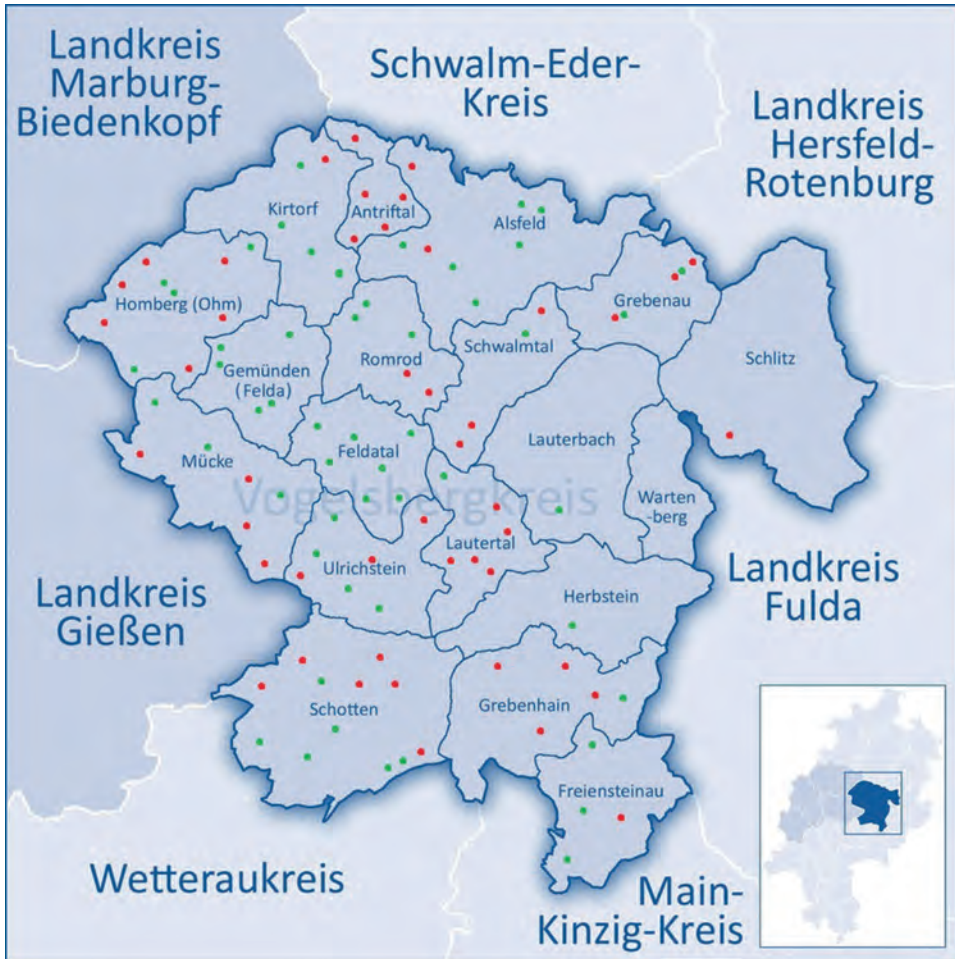 Landkreis
Marburg-
Biedenkopf
Schwalm-Eder-
Kreis
Landkreis
Hersfeld-
Rotenburg
Kirtorf
Antriftal
Alsfeld
Homberg (Ohm)
Grebenau
Gemünden
(Felda)
Romrod
Schwalmtal
Schlitz
Mücke
Feldatal
Lauterbach
Vogelsbergkreis
Warten
-berg
Ulrichstein
Lautertal
Landkreis
Gießen
Herbstein
Landkreis
Fulda
Schotten
Grebenhain
Freiensteinau
Wetteraukreis
Main-
Kinzig-Kreis